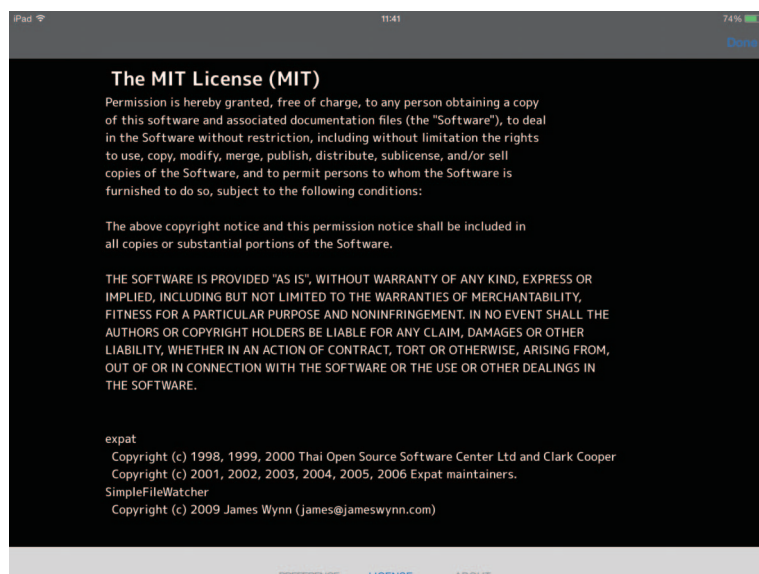 iPad 11:41 74%
Done
The MIT License (MIT)
Permission is hereby granted, free of charge, to any person obtaining a copy
of this software and associated documentation files (the "Software"), to deal
in the Software without restriction, including without limitation the rights
to use, copy, modify, merge, publish, distribute, sublicense, and/or sell
copies of the Software, and to permit persons to whom the Software is
furnished to do so, subject to the following conditions:
The above copyright notice and this permission notice shall be included in
all copies or substantial portions of the Software.
THE SOFTWARE IS PROVIDED "AS IS", WITHOUT WARRANTY OF ANY KIND, EXPRESS OR
IMPLIED, INCLUDING BUT NOT LIMITED TO THE WARRANTIES OF MERCHANTABILITY,
FITNESS FOR A PARTICULAR PURPOSE AND NONINFRINGEMENT. IN NO EVENT SHALL THE
AUTHORS OR COPYRIGHT HOLDERS BE LIABLE FOR ANY CLAIM, DAMAGES OR OTHER
LIABILITY, WHETHER IN AN ACTION OF CONTRACT, TORT OR OTHERWISE, ARISING FROM,
OUT OF OR IN CONNECTION WITH THE SOFTWARE OR THE USE OR OTHER DEALINGS IN
THE SOFTWARE.
expat
Copyright (c) 1998, 1999, 2000 Thai Open Source Software Center Ltd and Clark Cooper
Copyright (c) 2001, 2002, 2003, 2004, 2005, 2006 Expat maintainers.
SimpleFileWatcher
Copyright (c) 2009 James Wynn (james@jameswynn.com)
LICENSE ABOUT